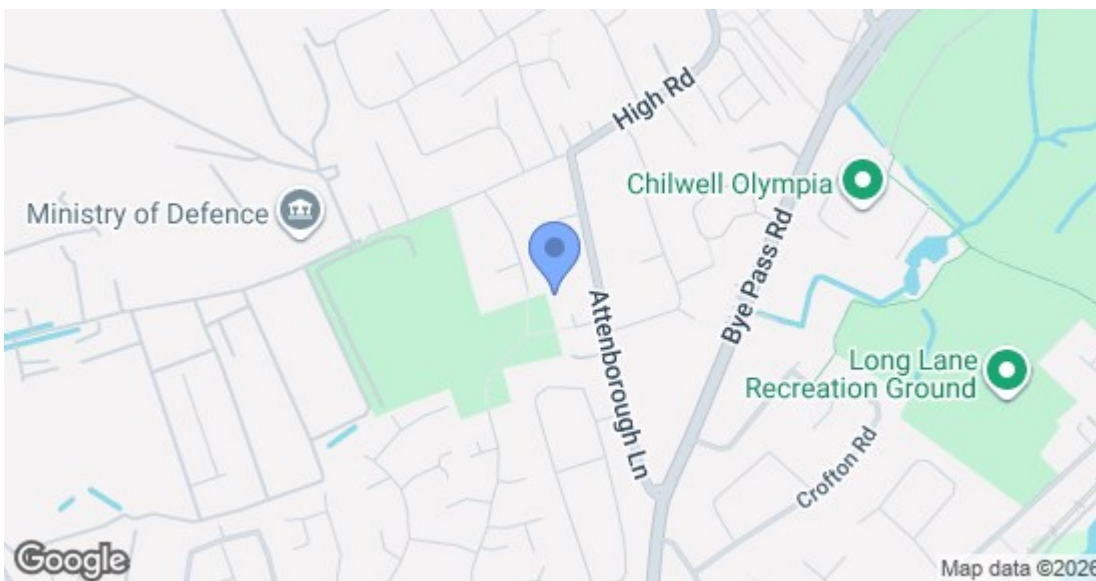 High Rd
Chilwell Olympia
Ministry of Defence
Bye Pass Rd
Attenborough Ln
Long Lane
Recreation Ground
Crofton Rd
Google
Map data ©2026